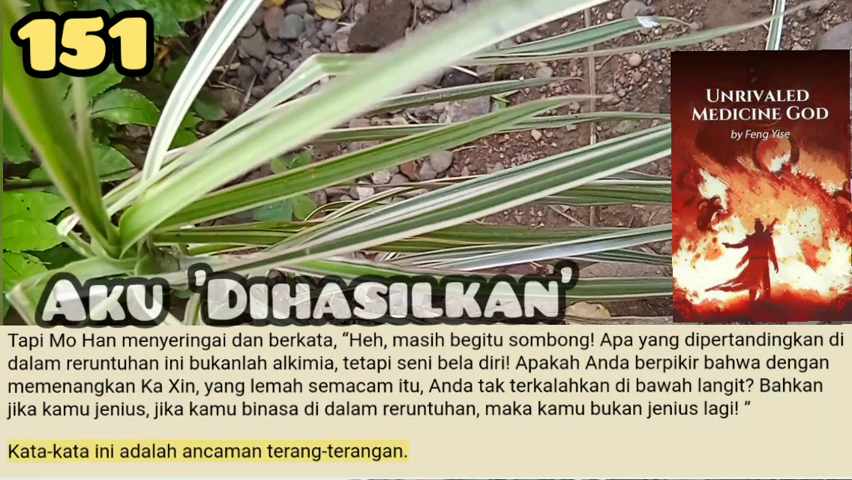 151
UNRIVALED
MEDICINE GOD
by Feng Yise
AKU 'DIHASILKAN'
Tapi Mo Han menyeringai dan berkata, “Heh, masih begitu sombong! Apa yang dipertandingkan di
dalam reruntuhan ini bukanlah alkimia, tetapi seni bela diri! Apakah Anda berpikir bahwa dengan
memenangkan Ka Xin, yang lemah semacam itu, Anda tak terkalahkan di bawah langit? Bahkan
jika kamu jenius, jika kamu binasa di dalam reruntuhan, maka kamu bukan jenius lagi! ”
Kata-kata ini adalah ancaman terang-terangan.